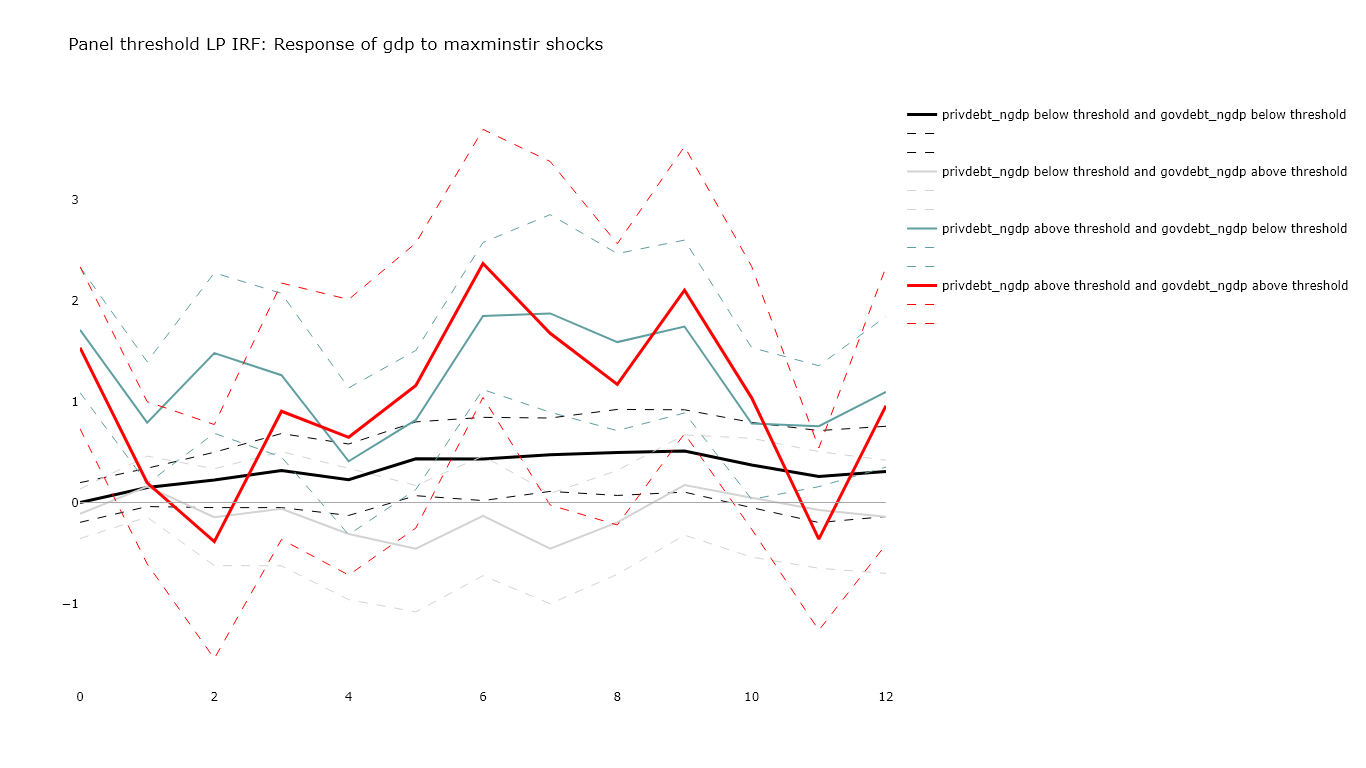 Panel threshold LP IRF: Response of gdp to maxminstir shocks
privdebt_ngdp below threshold and govdebt_ngdp below threshold
privdebt_ngdp below threshold and govdebt_ngdp above threshold
privdebt_ngdp above threshold and govdebt_ngdp below threshold
privdebt_ngdp above threshold and govdebt_ngdp above threshold
3
2
1
0
−1
0 2 4 6 8 10 12